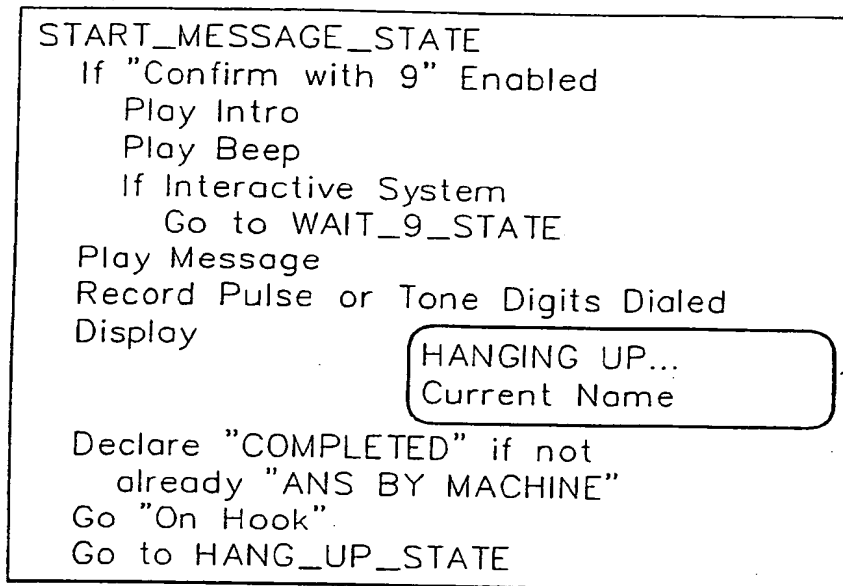 START_MESSAGE_STATE
If "Confirm with 9" Enabled
Play Intro
Play Beep
If Interactive System
Go to WAIT_9_STATE
Play Message
Record Pulse or Tone Digits Dialed
Display
HANGING UP...
Current Name
Declare "COMPLETED" if not
already "ANS BY MACHINE"
Go "On Hook"
Go to HANG_UP_STATE